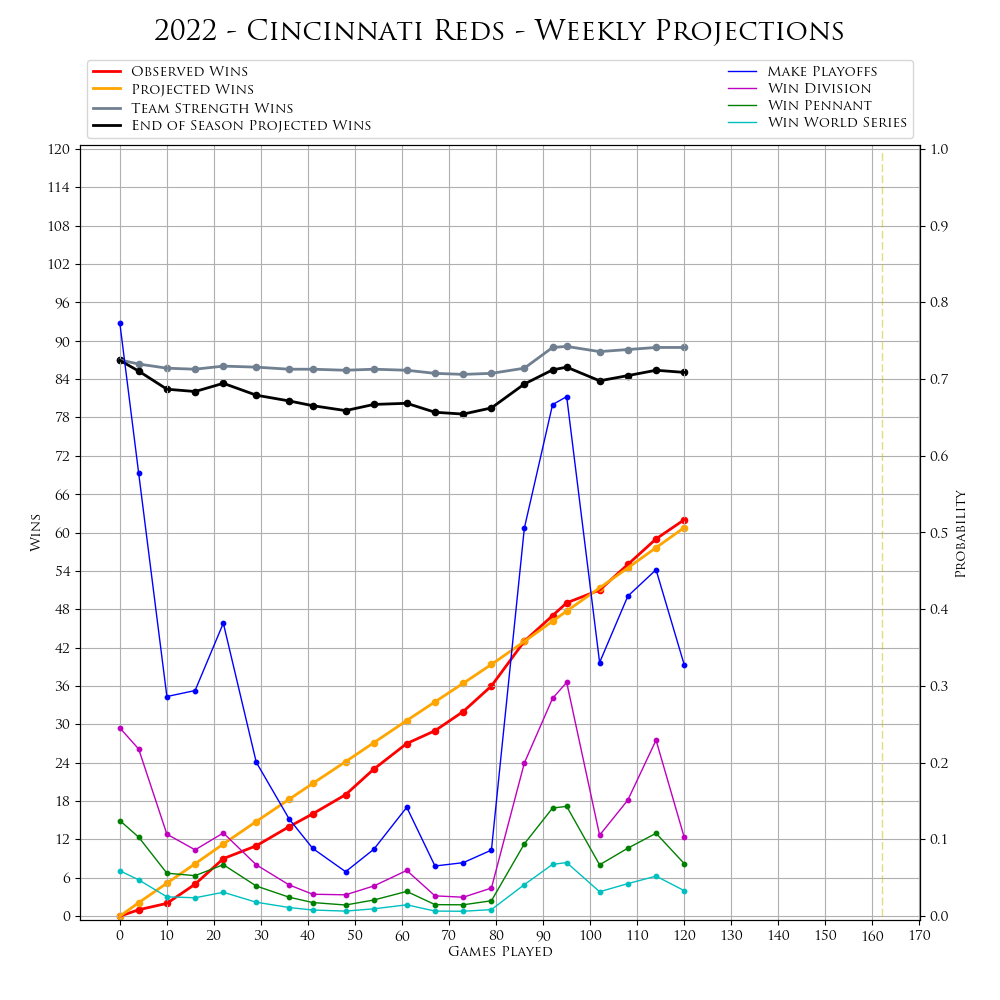 2022 - Cincinnati Reds - Weekly Projections
Observed Wins
Projected Wins
Team Strength Wins
End of Season Projected Wins
Make Playoffs
Win Division
Win Pennant
Win World Series
120
114
108
102
96
90
84
78
72
66
60
54
48
42
36
30
24
18
12
6
0
Wins
1.0
0.9
0.8
0.7
0.6
0.5
0.4
0.3
0.2
0.1
0.0
Probability
0 10 20 30 40 50 60 70 80 90 100 110 120 130 140 150 160 170
Games Played